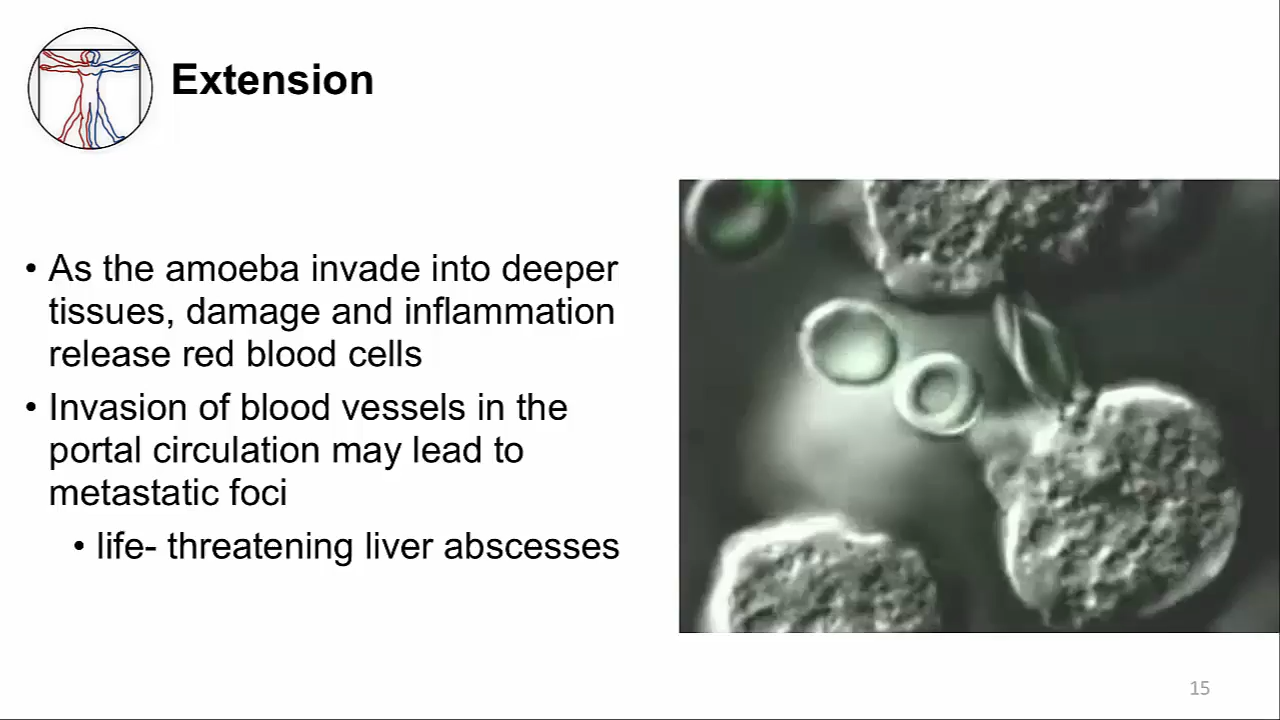 Extension
• As the amoeba invade into deeper
tissues, damage and inflammation
release red blood cells
• Invasion of blood vessels in the
portal circulation may lead to
metastatic foci
• life- threatening liver abscesses
15